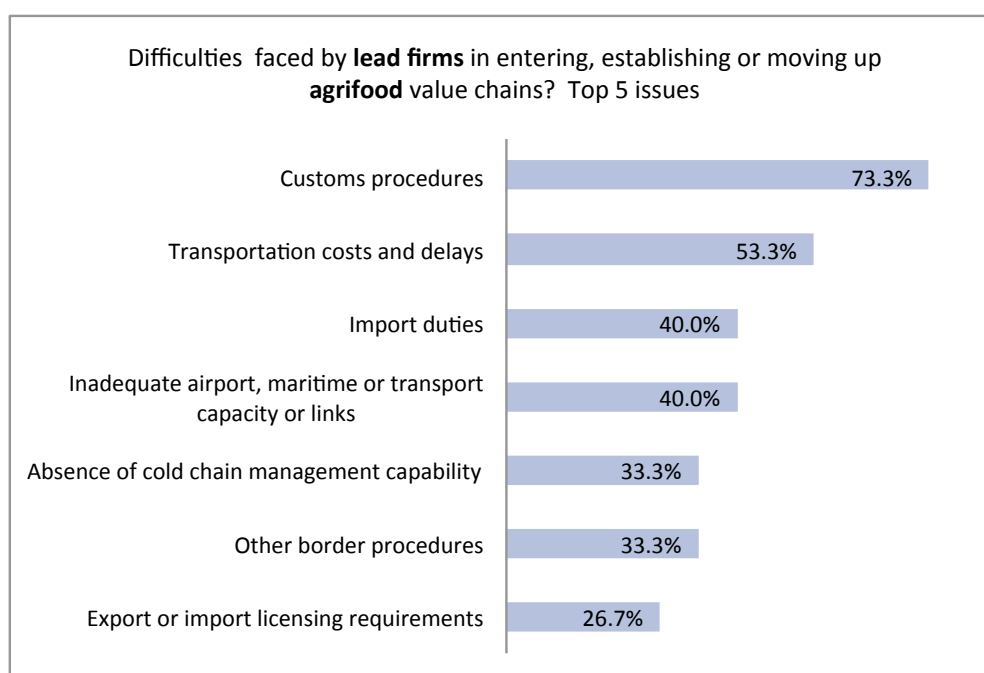 Difficulties faced by lead firms in entering, establishing or moving up
agrifood value chains? Top 5 issues
Customs procedures
73.3%
Transportation costs and delays
53.3%
Import duties
40.0%
Inadequate airport, maritime or transport
capacity or links
40.0%
Absence of cold chain management capability
33.3%
Other border procedures
33.3%
Export or import licensing requirements
26.7%